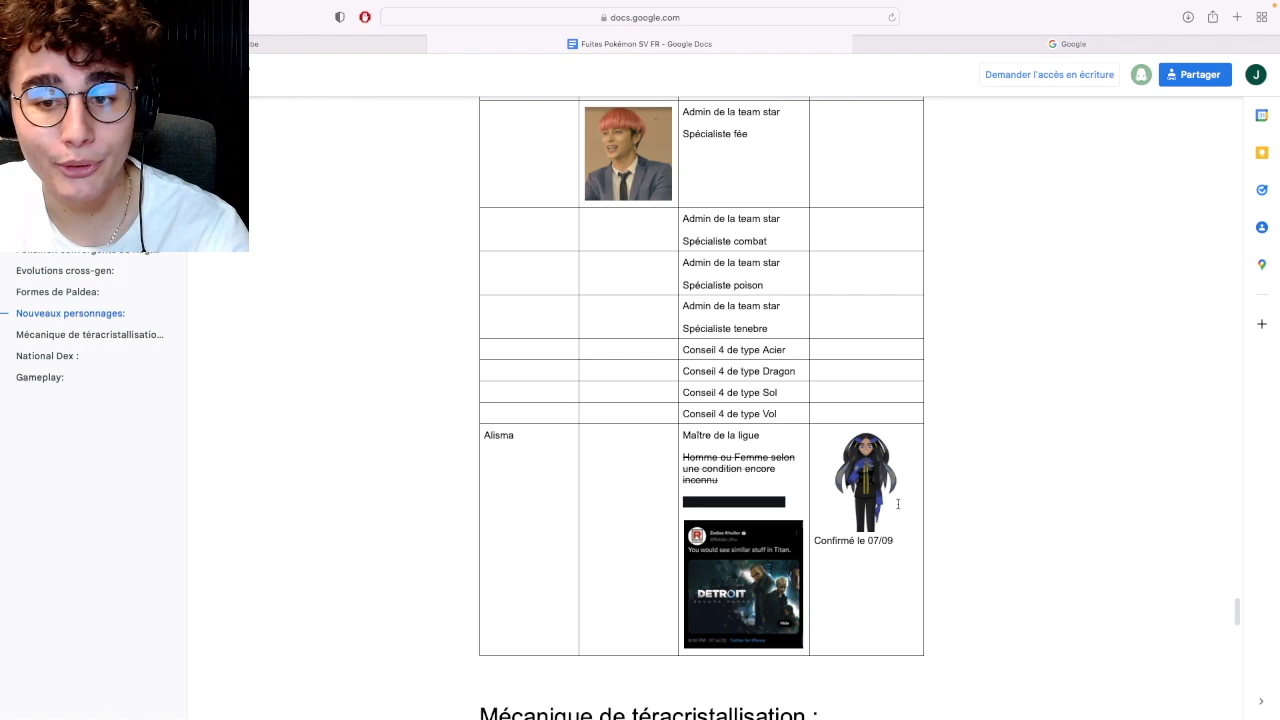 docs.google.com
be
Fuites Pokémon SV FR - Google Docs
Google
Demander l'accès en écriture
Partager
J
Evolutions cross-gen:
Formes de Paldea:
Nouveaux personnages:
Mécanique de téracristallisatio...
National Dex :
Gameplay:
Admin de la team star
Spécialiste fée
Admin de la team star
Spécialiste combat
Admin de la team star
Spécialiste poison
Admin de la team star
Spécialiste tenebre
Conseil 4 de type Acier
Conseil 4 de type Dragon
Conseil 4 de type Sol
Conseil 4 de type Vol
Alisma
Maître de la ligue
Homme ou Femme selon
une condition encore
inconnu
You would see similar stuff in Titan.
DETROIT
Hide
Confirmé le 07/09
Mécanique de téracristallisation :